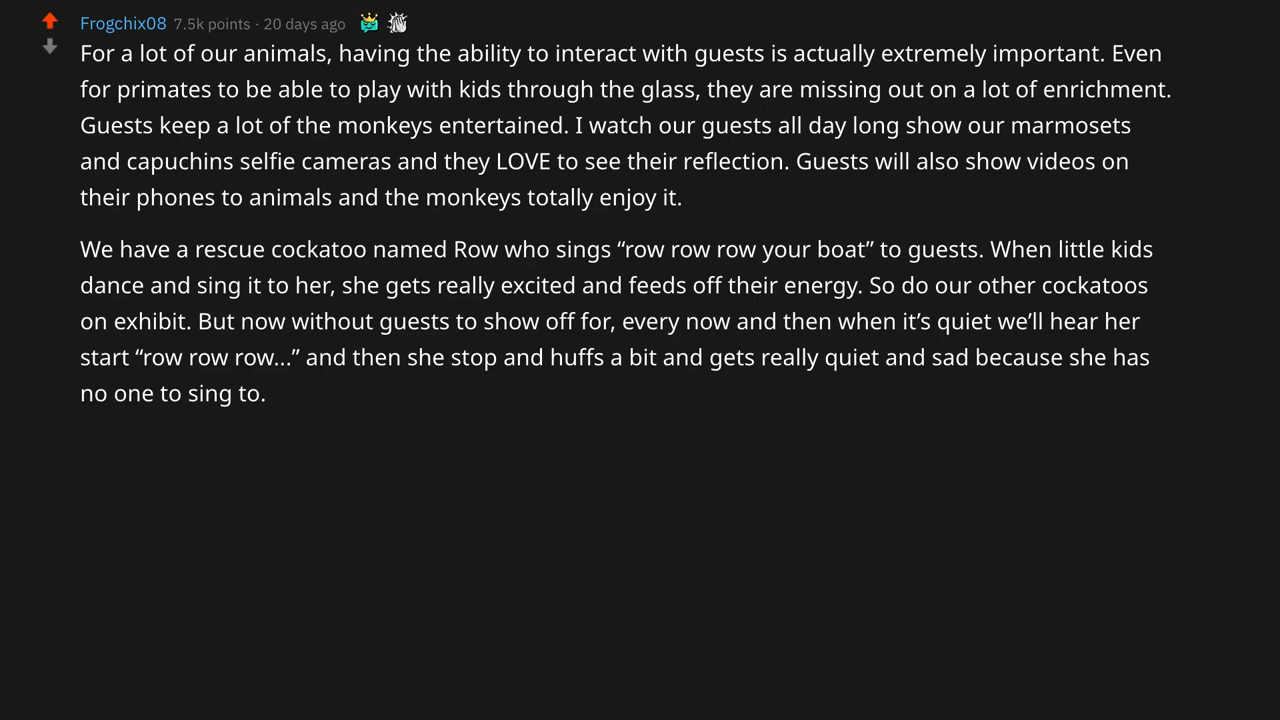 Frogchix08 7.5k points · 20 days ago
For a lot of our animals, having the ability to interact with guests is actually extremely important. Even
for primates to be able to play with kids through the glass, they are missing out on a lot of enrichment.
Guests keep a lot of the monkeys entertained. I watch our guests all day long show our marmosets
and capuchins selfie cameras and they LOVE to see their reflection. Guests will also show videos on
their phones to animals and the monkeys totally enjoy it.
We have a rescue cockatoo named Row who sings “row row row your boat” to guests. When little kids
dance and sing it to her, she gets really excited and feeds off their energy. So do our other cockatoos
on exhibit. But now without guests to show off for, every now and then when it’s quiet we’ll hear her
start “row row row...” and then she stop and huffs a bit and gets really quiet and sad because she has
no one to sing to.